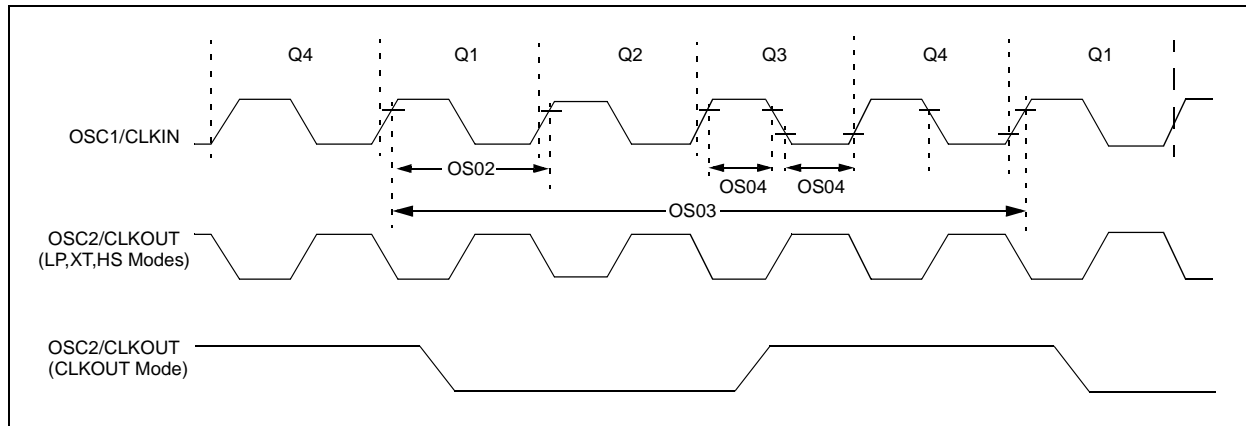 Q4 Q1 Q2 Q3 Q4 Q1
OSC1/CLKIN
OS02
OS04 OS04
OS03
OSC2/CLKOUT
(LP,XT,HS Modes)
OSC2/CLKOUT
(CLKOUT Mode)